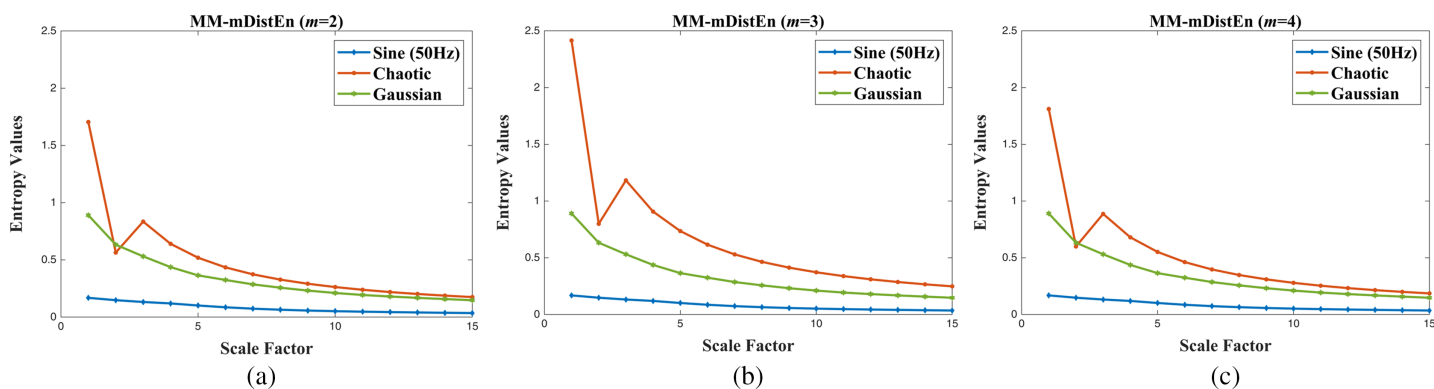 MM-mDistEn (m=2)
2.5
2
1.5
1
0.5
0
0
5
10
15
Entropy Values
Scale Factor
Sine (50Hz)
Chaotic
Gaussian
(a)
MM-mDistEn (m=3)
2.5
2
1.5
1
0.5
0
0
5
10
15
Entropy Values
Scale Factor
Sine (50Hz)
Chaotic
Gaussian
(b)
MM-mDistEn (m=4)
2.5
2
1.5
1
0.5
0
0
5
10
15
Entropy Values
Scale Factor
Sine (50Hz)
Chaotic
Gaussian
(c)